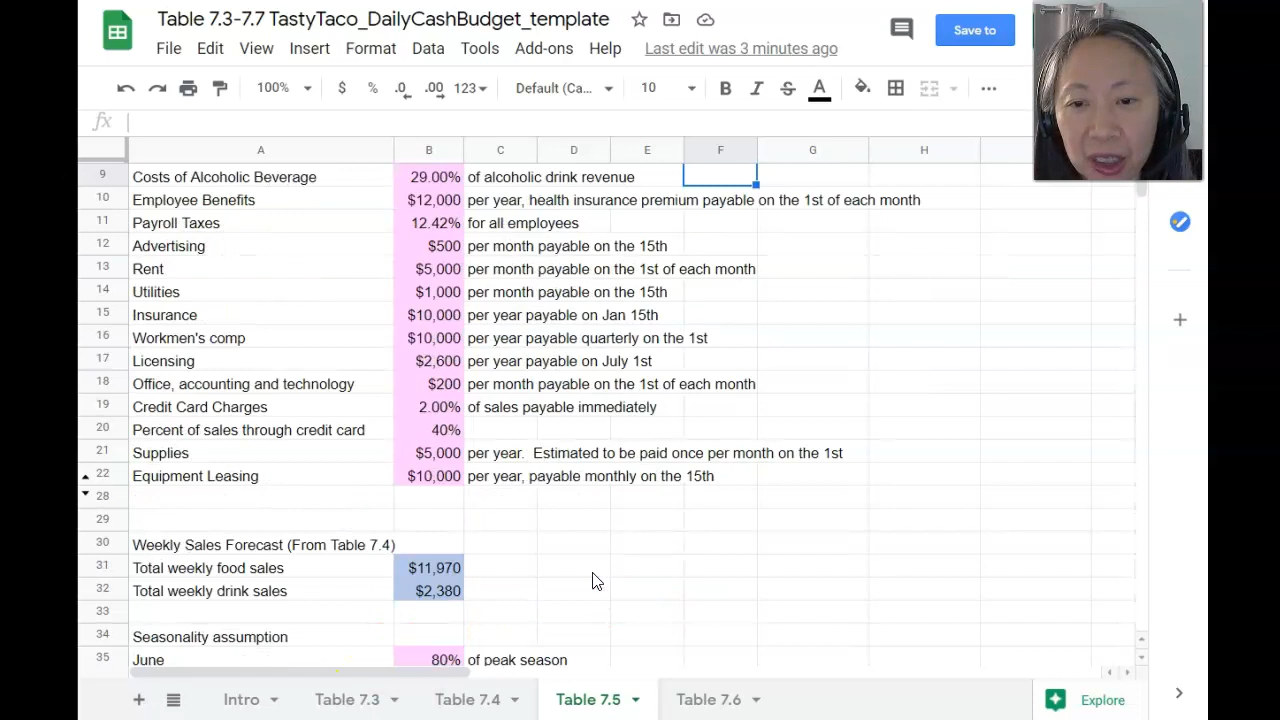 Table 7.3-7.7 TastyTaco_DailyCashBudget_template
File Edit View Insert Format Data Tools Add-ons Help Last edit was 3 minutes ago
Save to
100% $ % .0 .00 123 Default (Ca... 10 B I S A
fx
A B C D E F G H
9 Costs of Alcoholic Beverage 29.00% of alcoholic drink revenue
10 Employee Benefits $12,000 per year, health insurance premium payable on the 1st of each month
11 Payroll Taxes 12.42% for all employees
12 Advertising $500 per month payable on the 15th
13 Rent $5,000 per month payable on the 1st of each month
14 Utilities $1,000 per month payable on the 15th
15 Insurance $10,000 per year payable on Jan 15th
16 Workmen's comp $10,000 per year payable quarterly on the 1st
17 Licensing $2,600 per year payable on July 1st
18 Office, accounting and technology $200 per month payable on the 1st of each month
19 Credit Card Charges 2.00% of sales payable immediately
20 Percent of sales through credit card 40%
21 Supplies $5,000 per year. Estimated to be paid once per month on the 1st
22 Equipment Leasing $10,000 per year, payable monthly on the 15th
28
29
30 Weekly Sales Forecast (From Table 7.4)
31 Total weekly food sales $11,970
32 Total weekly drink sales $2,380
33
34 Seasonality assumption
35 June 80% of peak season
Intro Table 7.3 Table 7.4 Table 7.5 Table 7.6 Explore